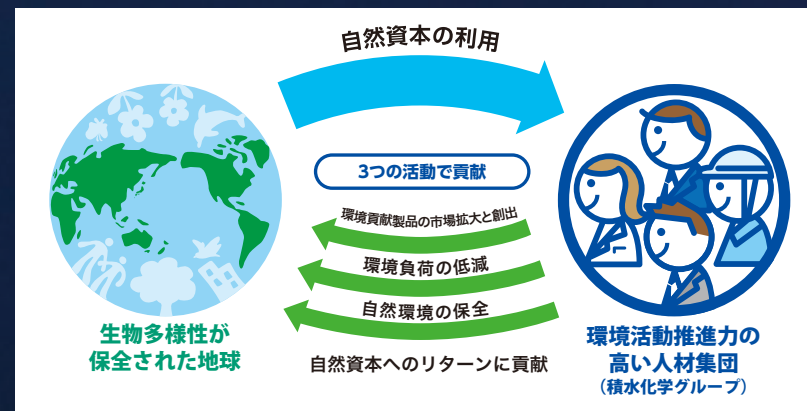 自然資本の利用
3つの活動で貢献
環境貢献製品の市場拡大と創出
環境負荷の低減
自然環境の保全
自然資本へのリターンに貢献
生物多様性が
保全された地球
環境活動推進力の
高い人材集団
(積水化学グループ)